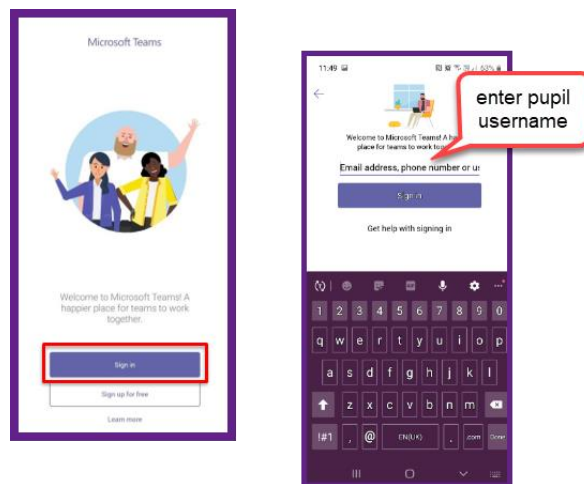 Microsoft Teams
Welcome to Microsoft Teams! A
happier place for teams to work
together.
Sign in
Sign up for free
Learn more
11:49
63%
Welcome to Microsoft Teams! A
place for teams to work
Email address, phone number or us
Sign in
Get help with signing in
enter pupil
username
1 2 3 4 5 6 7 8 9 0
q w e r t y u i o p
a s d f g h j k l
z x c v b n m
!#1 , @ EN(UK) . .com Done